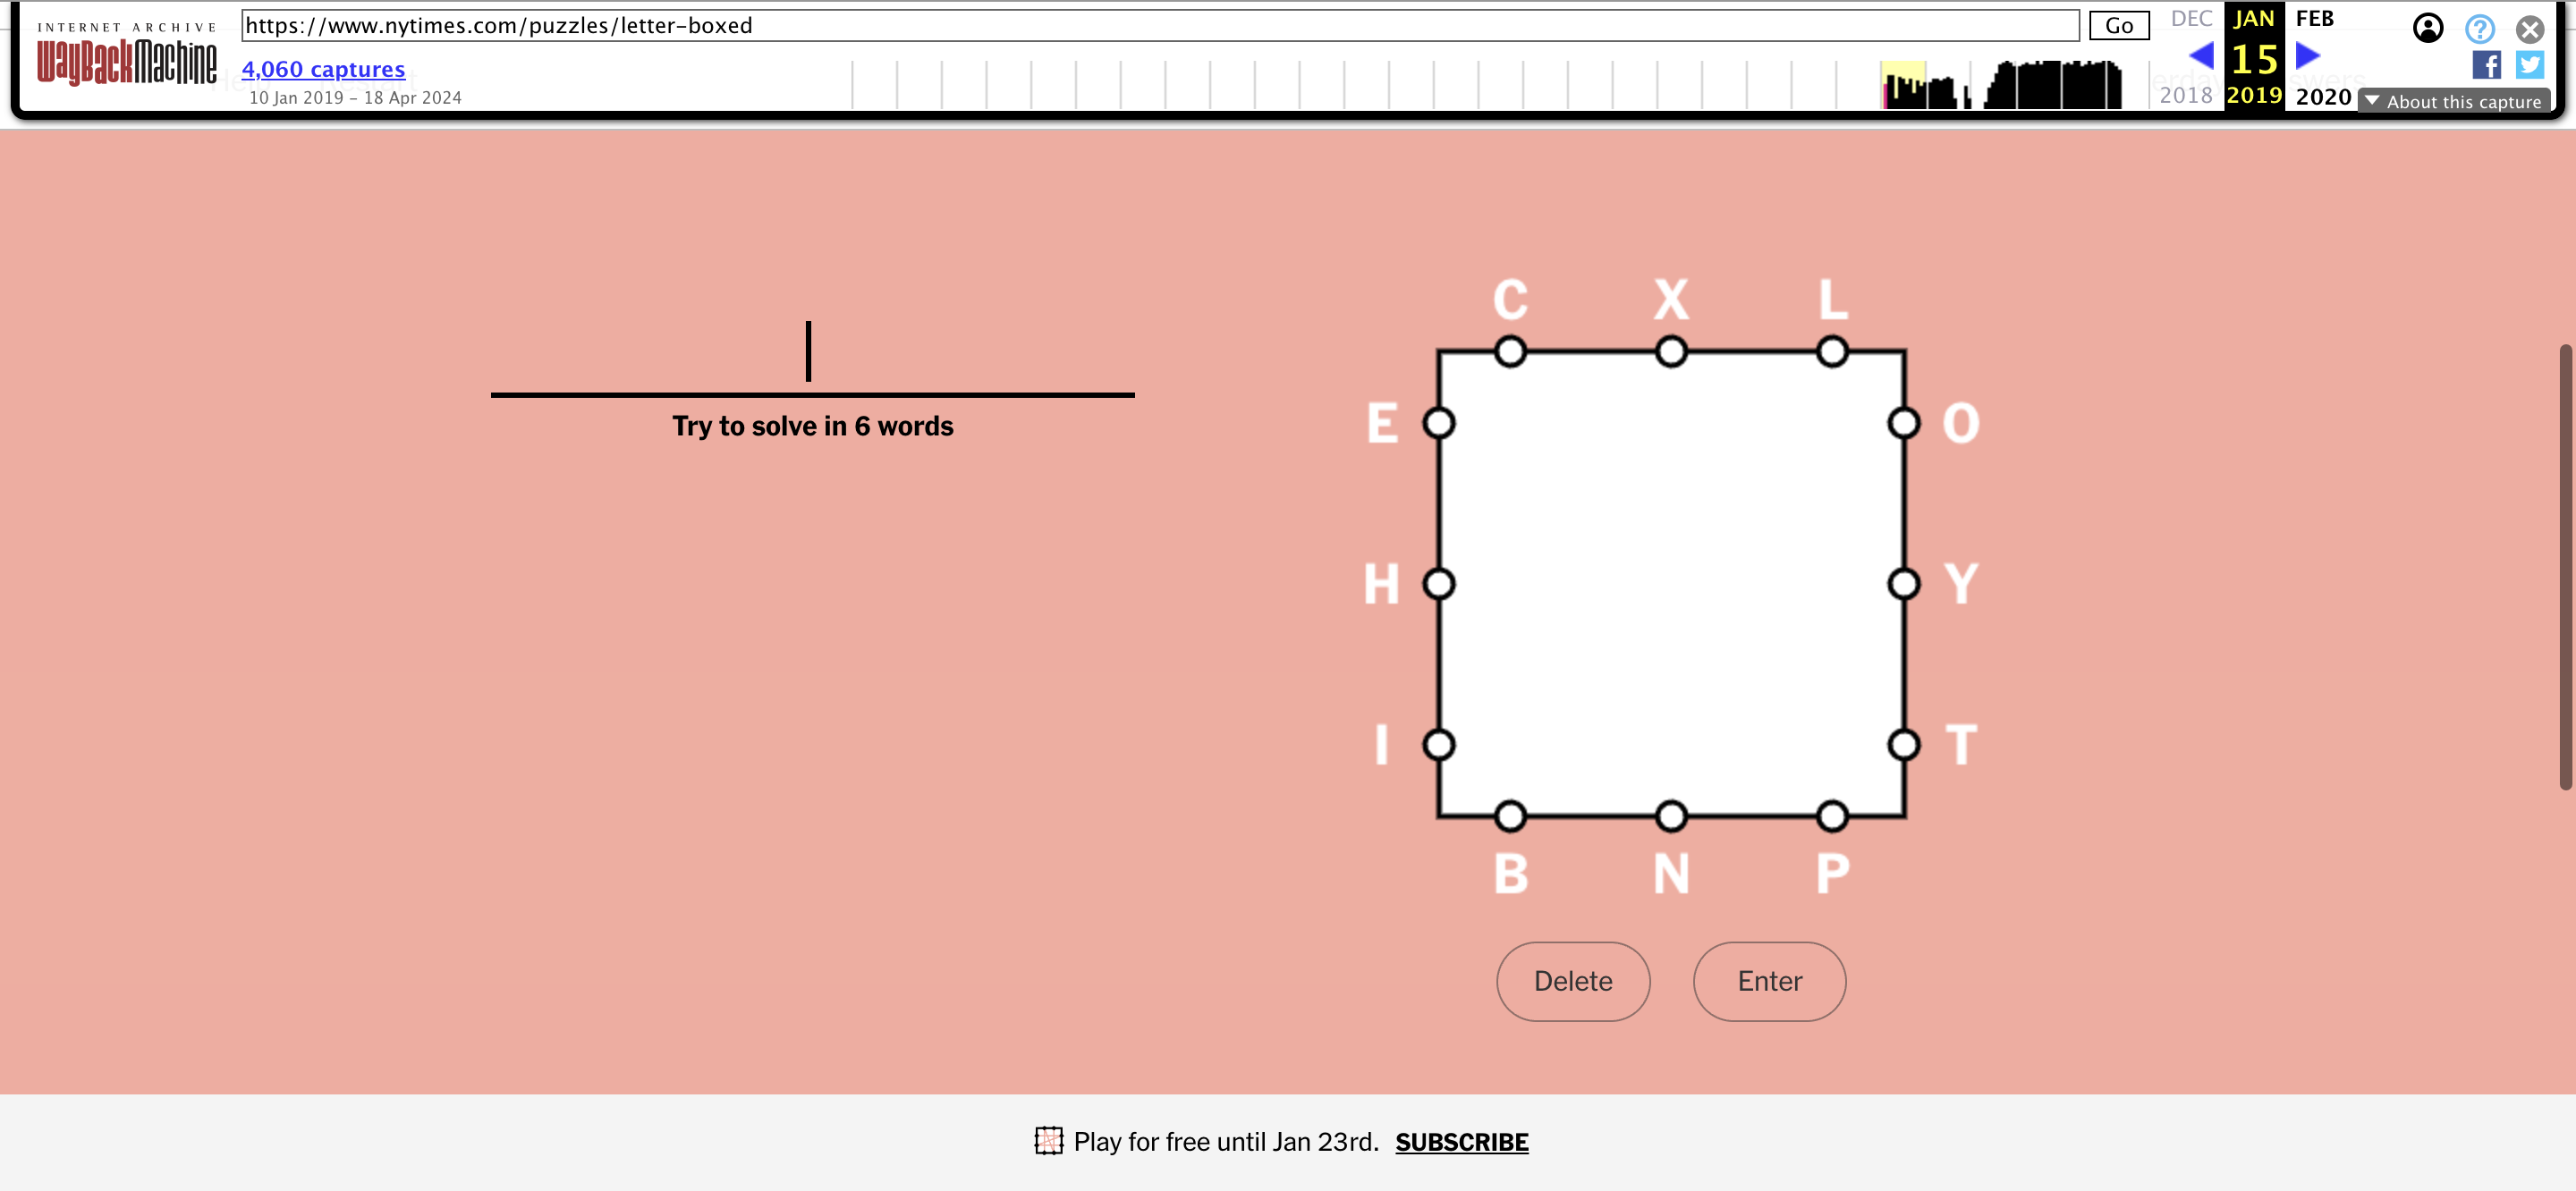 INTERNET ARCHIVE
WayBackMachine
https://www.nytimes.com/puzzles/letter-boxed
Go
4,060 captures
10 Jan 2019 – 18 Apr 2024
DEC JAN FEB
15
2018 2019 2020
About this capture
Try to solve in 6 words
C X L
E O
H Y
I T
B N P
Delete Enter
Play for free until Jan 23rd. SUBSCRIBE